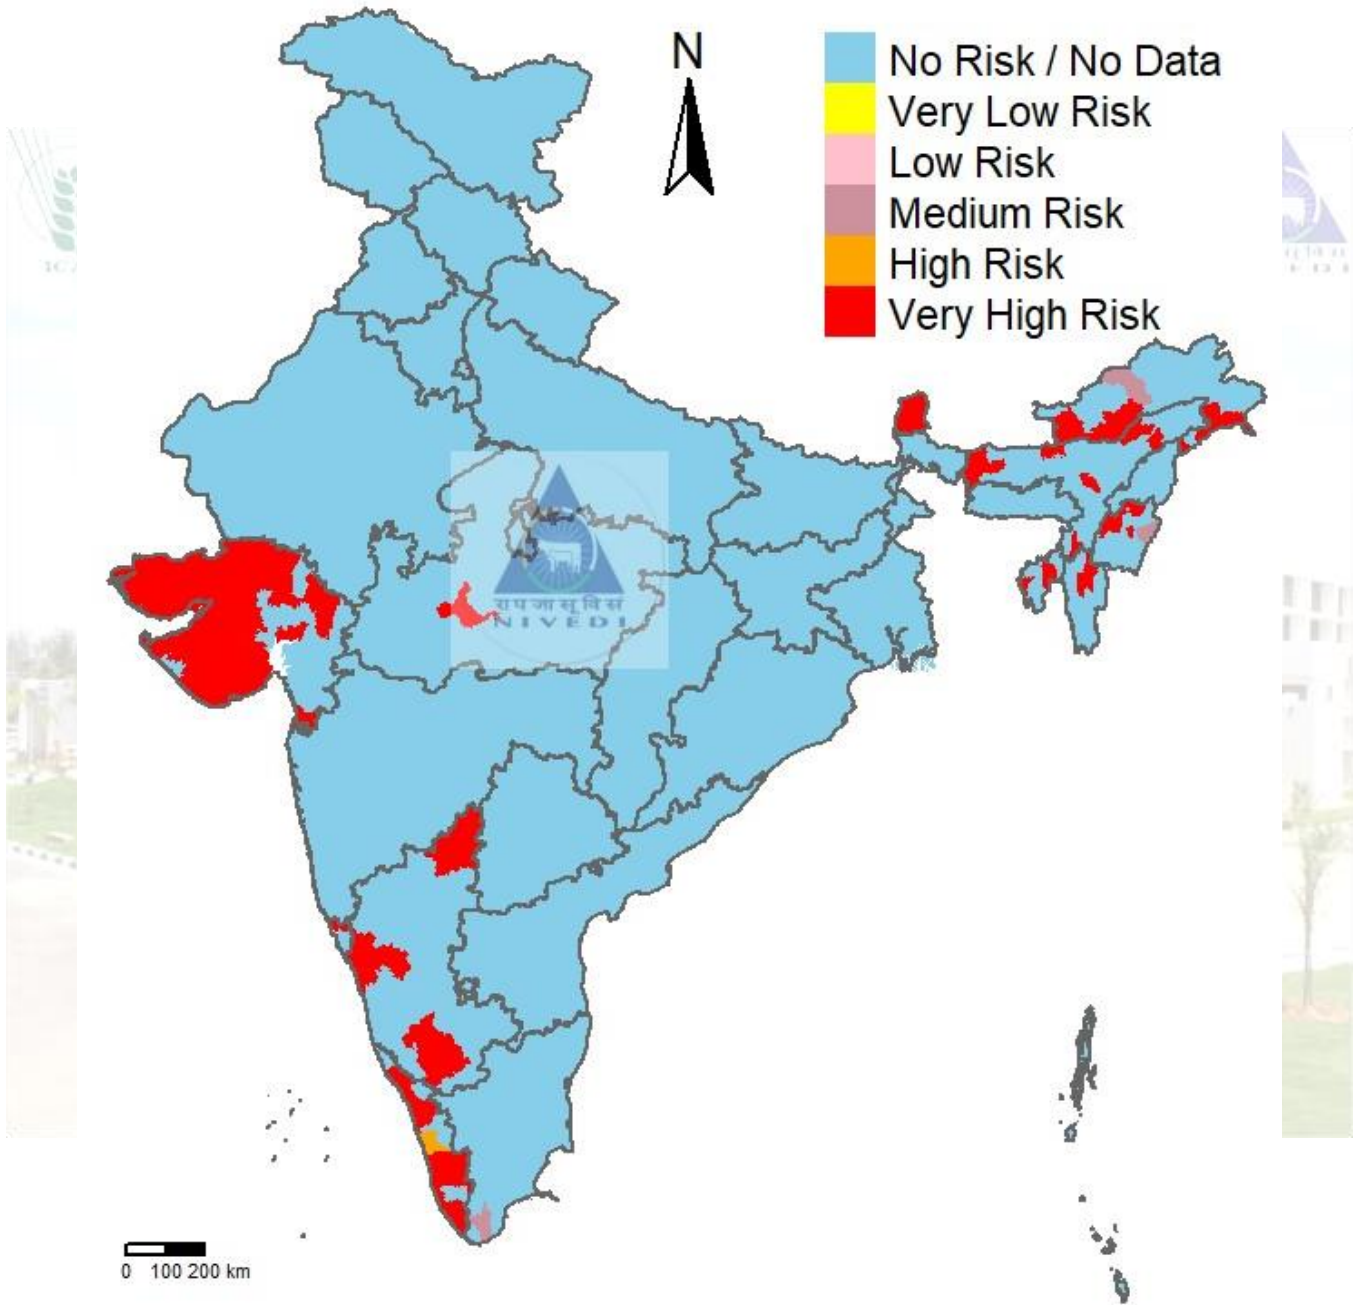 N
No Risk / No Data
Very Low Risk
Low Risk
Medium Risk
High Risk
Very High Risk
रा प जा सू वि सं
NIVEDI
0 100 200 km